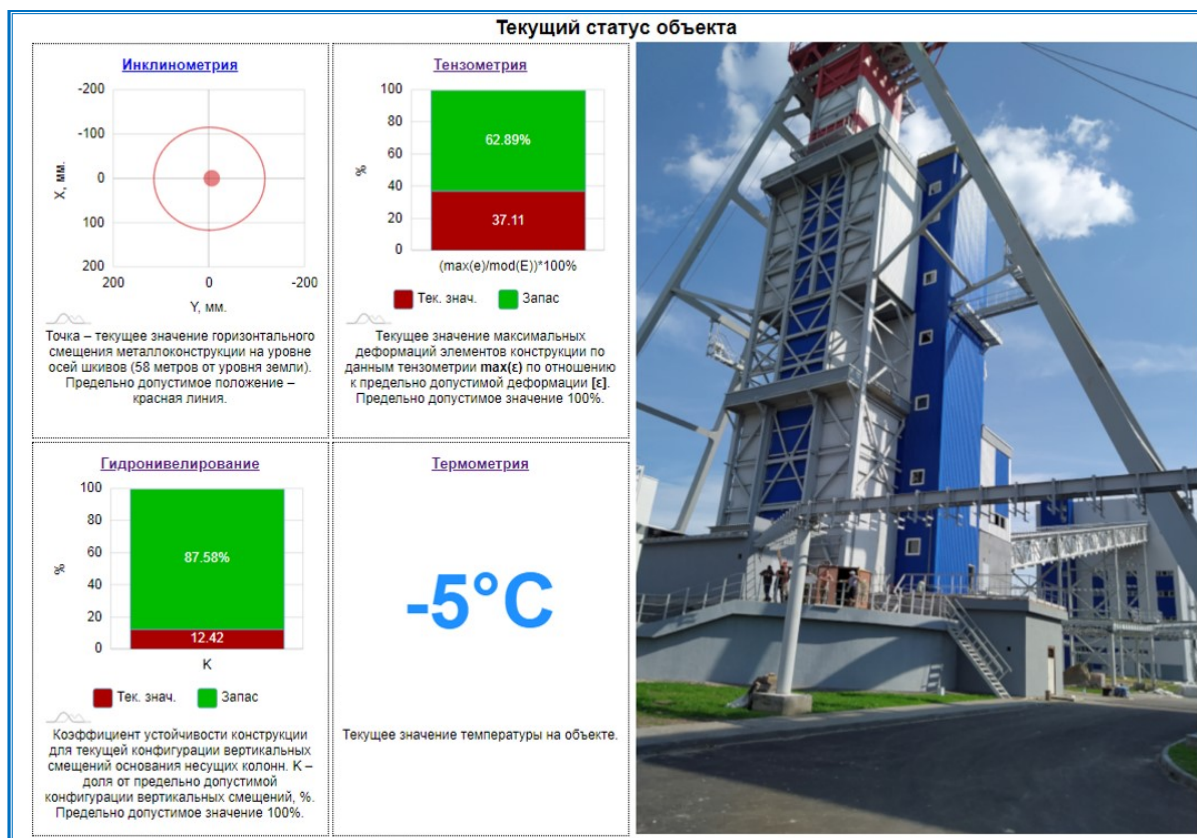 Текущий статус объекта
Инклинометрия
-200
-100
0
100
200
X, мм.
200
0
-200
Y, мм.
Точка – текущее значение горизонтального
смещения металлоконструкции на уровне
осей шкивов (58 метров от уровня земли).
Предельно допустимое положение –
красная линия.
Тензометрия
100
80
60
40
20
0
%
62.89%
37.11
(max(e)/mod(E))*100%
Тек. знач.
Запас
Текущее значение максимальных
деформаций элементов конструкции по
данным тензометрии max(ε) по отношению
к предельно допустимой деформации [ε].
Предельно допустимое значение 100%.
Гидронивелирование
100
80
60
40
20
0
%
87.58%
12.42
K
Тек. знач.
Запас
Коэффициент устойчивости конструкции
для текущей конфигурации вертикальных
смещений основания несущих колонн. K –
доля от предельно допустимой
конфигурации вертикальных смещений, %.
Предельно допустимое значение 100%.
Термометрия
-5°C
Текущее значение температуры на объекте.